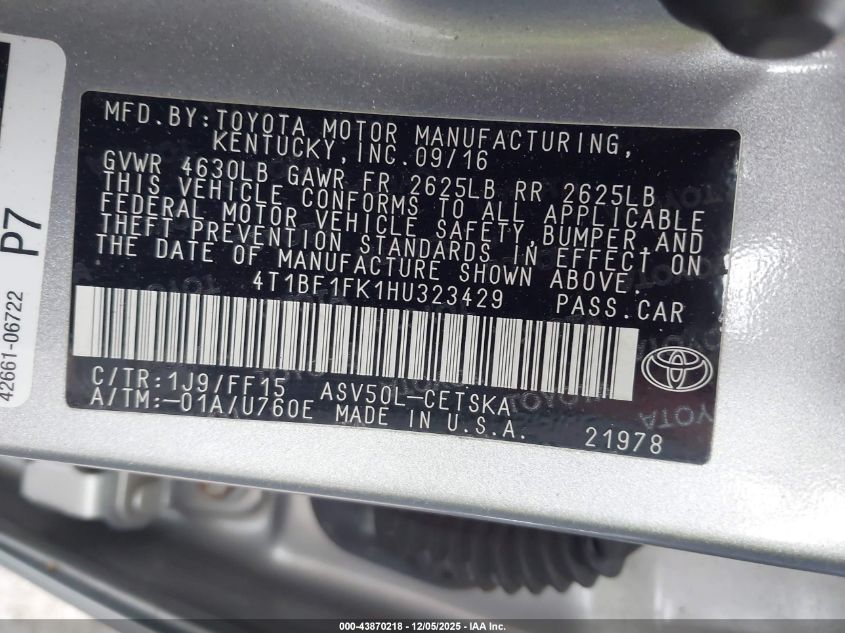 MFD.BY:TOYOTA MOTOR MANUFACTURING,
KENTUCKY,INC.09/16
GVWR 4630LB GAWR FR 2625LB RR 2625LB
THIS VEHICLE CONFORMS TO ALL APPLICABLE
FEDERAL MOTOR VEHICLE SAFETY,BUMPER,AND
THEFT PREVENTION STANDARDS IN EFFECT ON
THE DATE OF MANUFACTURE SHOWN ABOVE.
4T1BF1FK1HU323429 PASS.CAR
C/TR:1J9/FF15 ASV50L-CETSKA
A/TM:-01A/U760E MADE IN U.S.A.
21978
P7
42661-06722
TOYOTA
000-43870218 - 12/05/2025 - IAA Inc.